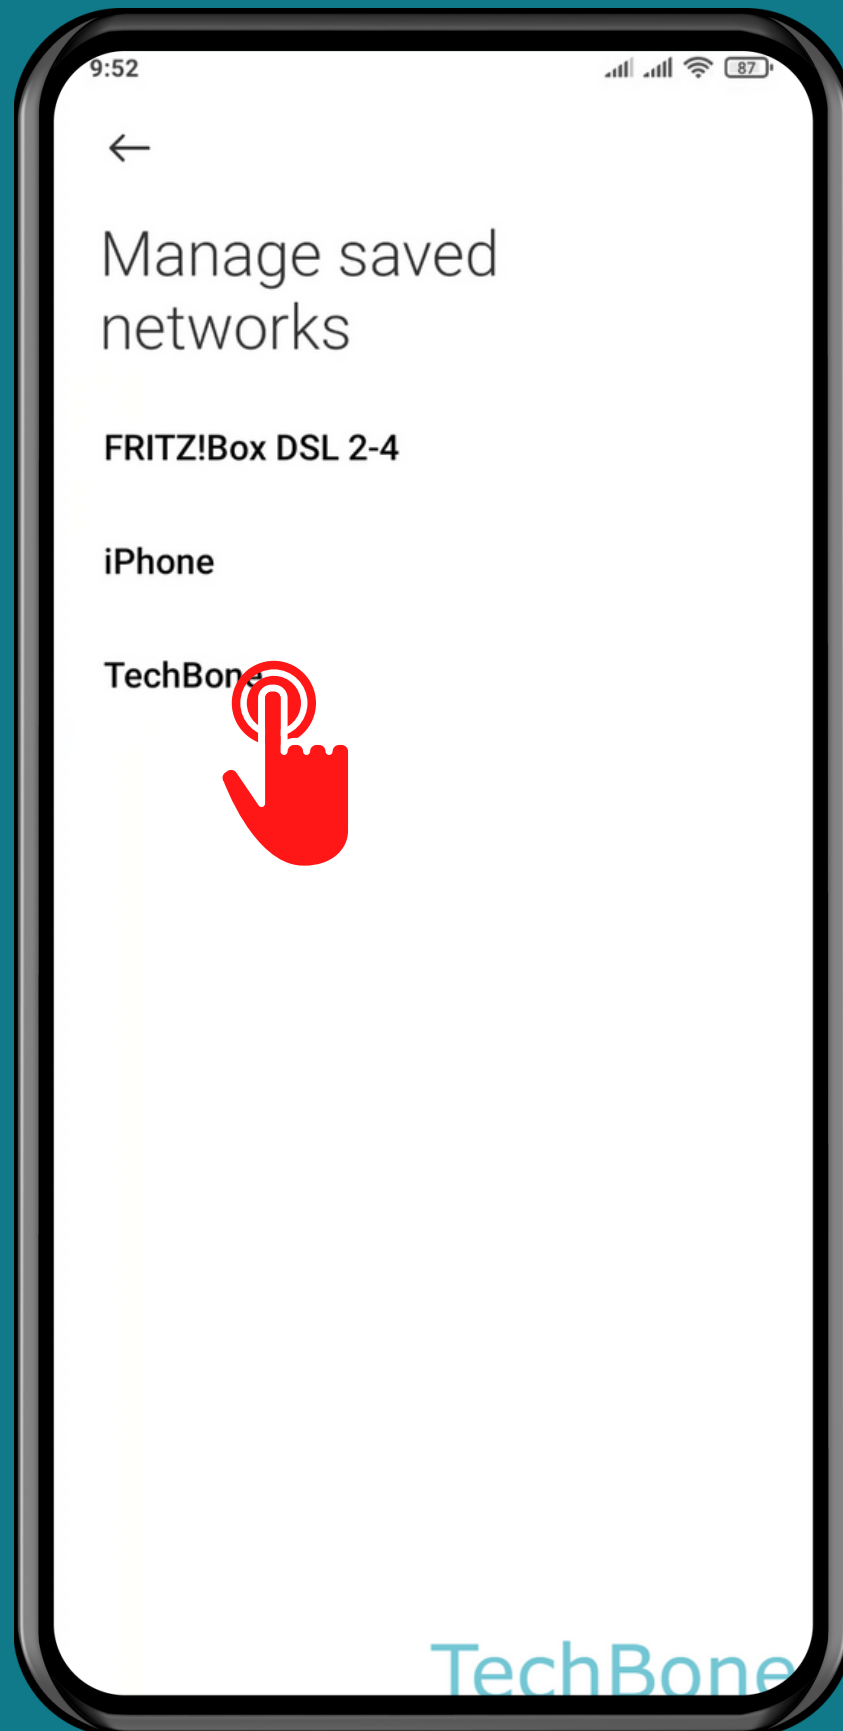 9:52
87
Manage saved
networks
FRITZ!Box DSL 2-4
iPhone
TechBone
TechBone